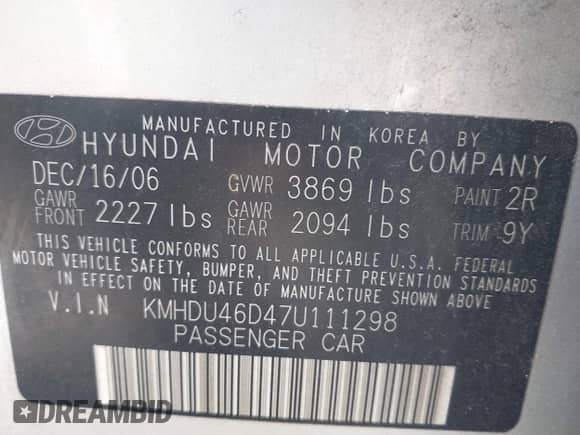 MANUFACTURED IN KOREA BY
HYUNDAI MOTOR COMPANY
DEC/16/06 GVWR 3869 lbs PAINT 2R
GAWR FRONT 2227 lbs GAWR REAR 2094 lbs TRIM 9Y
THIS VEHICLE CONFORMS TO ALL APPLICABLE U.S.A. FEDERAL
MOTOR VEHICLE SAFETY, BUMPER, AND THEFT PREVENTION STANDARDS
IN EFFECT ON THE DATE OF MANUFACTURE SHOWN ABOVE
V.I.N KMHDU46D47U111298
PASSENGER CAR
DREAMBID